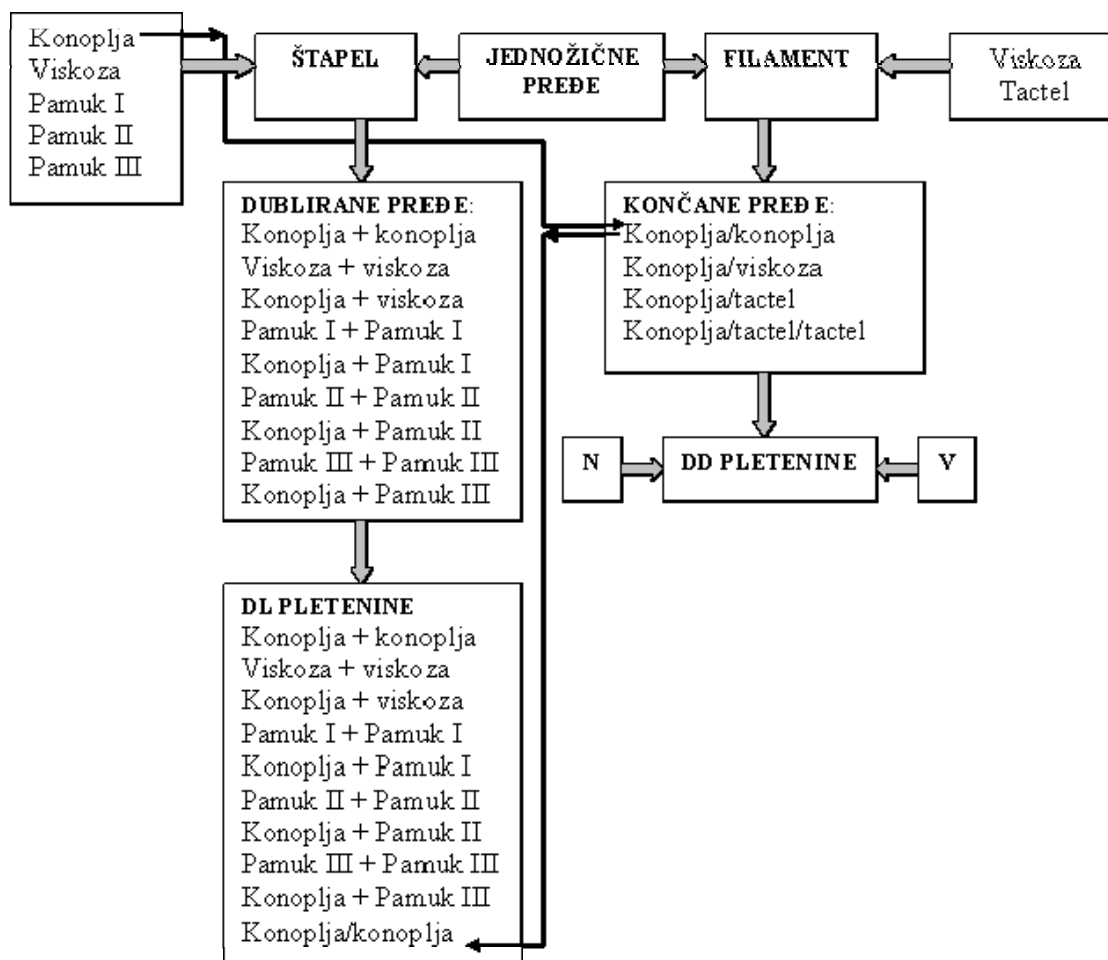 Konoplja
Viskoza
Pamuk I
Pamuk II
Pamuk III
ŠTAPEL
JEDNOŽIČNE
PREĐE
FILAMENT
Viskoza
Tactel
DUBLIRANE PREĐE:
Konoplja + konoplja
Viskoza + viskoza
Konoplja + viskoza
Pamuk I + Pamuk I
Konoplja + Pamuk I
Pamuk II + Pamuk II
Konoplja + Pamuk II
Pamuk III + Pamuk III
Konoplja + Pamuk III
KONČANE PREĐE:
Konoplja/konoplja
Konoplja/viskoza
Konoplja/tactel
Konoplja/tactel/tactel
N
DD PLETENINE
V
DL PLETENINE
Konoplja + konoplja
Viskoza + viskoza
Konoplja + viskoza
Pamuk I + Pamuk I
Konoplja + Pamuk I
Pamuk II + Pamuk II
Konoplja + Pamuk II
Pamuk III + Pamuk III
Konoplja + Pamuk III
Konoplja/konoplja